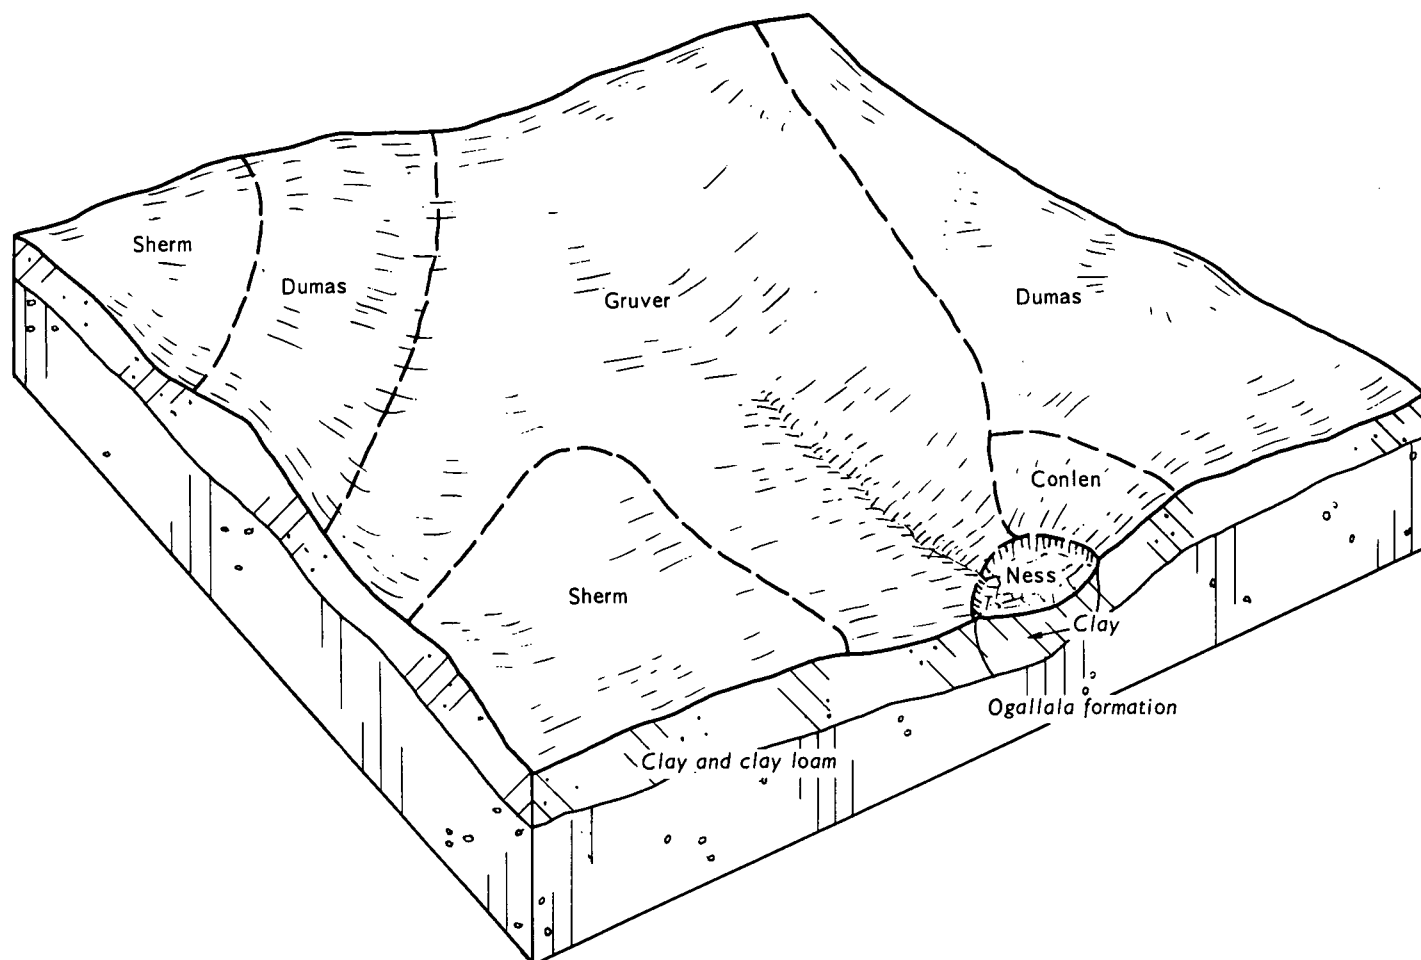 Sherm
Dumas
Gruver
Dumas
Conlen
Ness
Sherm
Clay
Ogallala formation
Clay and clay loam